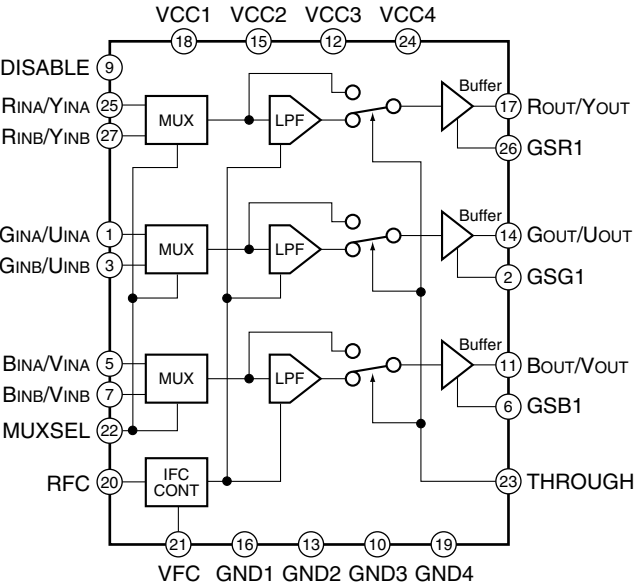 VCC1 VCC2 VCC3 VCC4
18 15 12 24
DISABLE 9
RINA/YINA 25
RINB/YINB 27
MUX LPF Buffer
17 ROUT/YOUT
26 GSR1
GINA/UINA 1
GINB/UINB 3
MUX LPF Buffer
14 GOUT/UOUT
2 GSG1
BINA/VINA 5
BINB/VINB 7
MUX LPF Buffer
11 BOUT/VOUT
6 GSB1
MUXSEL 22
RFC 20
IFC
CONT
23 THROUGH
21 16 13 10 19
VFC GND1 GND2 GND3 GND4